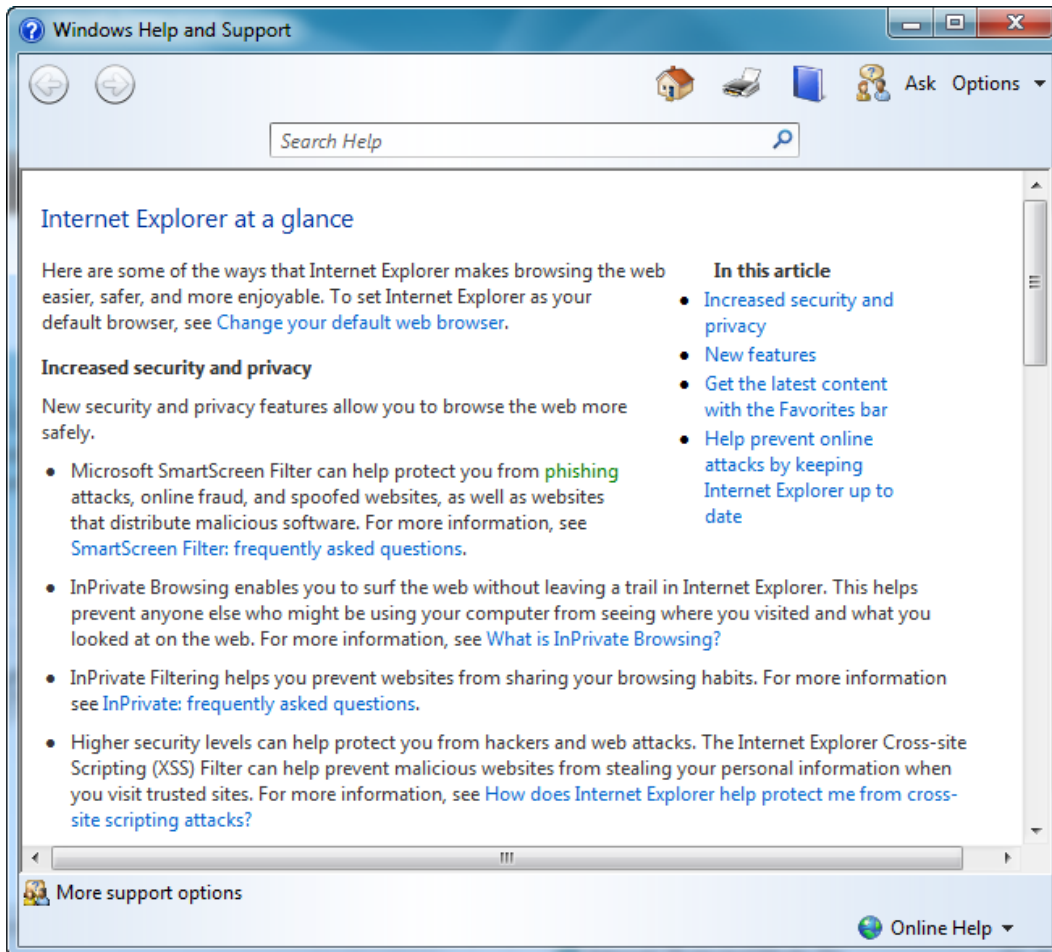 Windows Help and Support
Ask Options
Search Help
Internet Explorer at a glance
Here are some of the ways that Internet Explorer makes browsing the web
easier, safer, and more enjoyable. To set Internet Explorer as your
default browser, see Change your default web browser.
In this article
• Increased security and
privacy
• New features
• Get the latest content
with the Favorites bar
• Help prevent online
attacks by keeping
Internet Explorer up to
date
Increased security and privacy
New security and privacy features allow you to browse the web more
safely.
• Microsoft SmartScreen Filter can help protect you from phishing
attacks, online fraud, and spoofed websites, as well as websites
that distribute malicious software. For more information, see
SmartScreen Filter: frequently asked questions.
• InPrivate Browsing enables you to surf the web without leaving a trail in Internet Explorer. This helps
prevent anyone else who might be using your computer from seeing where you visited and what you
looked at on the web. For more information, see What is InPrivate Browsing?
• InPrivate Filtering helps you prevent websites from sharing your browsing habits. For more information
see InPrivate: frequently asked questions.
• Higher security levels can help protect you from hackers and web attacks. The Internet Explorer Cross-site
Scripting (XSS) Filter can help prevent malicious websites from stealing your personal information when
you visit trusted sites. For more information, see How does Internet Explorer help protect me from cross-
site scripting attacks?
More support options
Online Help